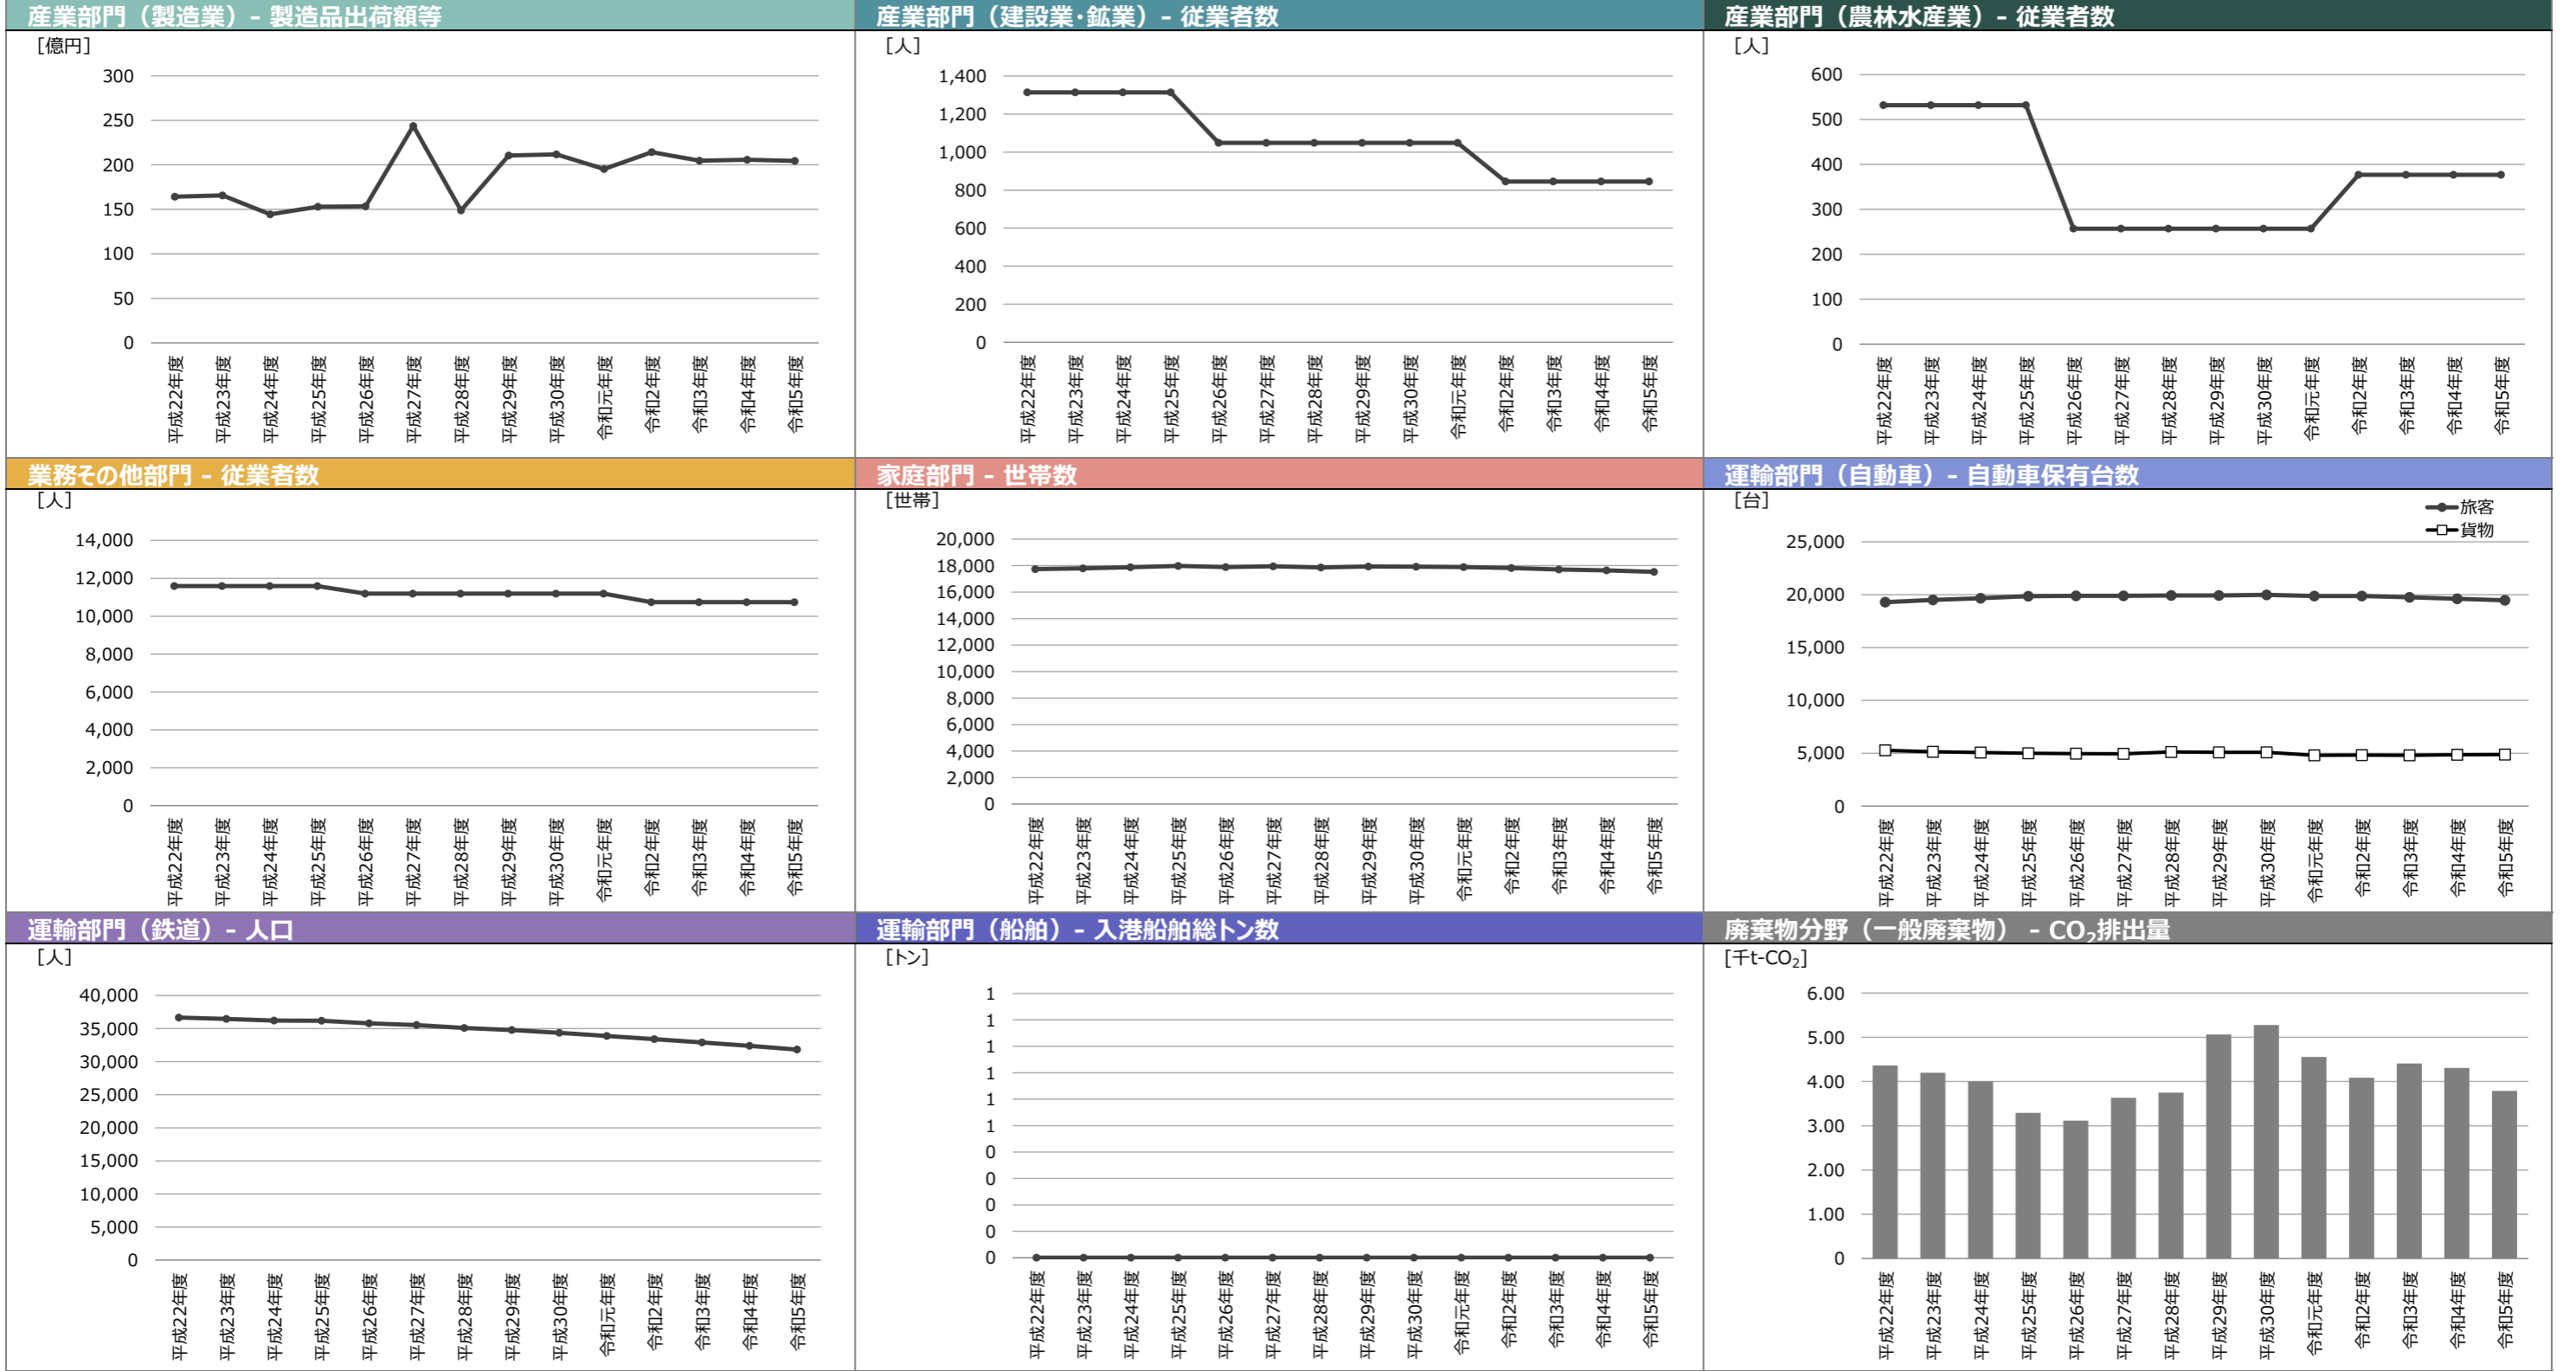 産業部門（製造業）- 製造品出荷額等
[億円]
300
250
200
150
100
50
0
平成22年度
平成23年度
平成24年度
平成25年度
平成26年度
平成27年度
平成28年度
平成29年度
平成30年度
令和元年度
令和2年度
令和3年度
令和4年度
令和5年度
産業部門（建設業・鉱業）- 従業者数
[人]
1,400
1,200
1,000
800
600
400
200
0
平成22年度
平成23年度
平成24年度
平成25年度
平成26年度
平成27年度
平成28年度
平成29年度
平成30年度
令和元年度
令和2年度
令和3年度
令和4年度
令和5年度
産業部門（農林水産業）- 従業者数
[人]
600
500
400
300
200
100
0
平成22年度
平成23年度
平成24年度
平成25年度
平成26年度
平成27年度
平成28年度
平成29年度
平成30年度
令和元年度
令和2年度
令和3年度
令和4年度
令和5年度
業務その他部門 - 従業者数
[人]
14,000
12,000
10,000
8,000
6,000
4,000
2,000
0
平成22年度
平成23年度
平成24年度
平成25年度
平成26年度
平成27年度
平成28年度
平成29年度
平成30年度
令和元年度
令和2年度
令和3年度
令和4年度
令和5年度
家庭部門 - 世帯数
[世帯]
20,000
18,000
16,000
14,000
12,000
10,000
8,000
6,000
4,000
2,000
0
平成22年度
平成23年度
平成24年度
平成25年度
平成26年度
平成27年度
平成28年度
平成29年度
平成30年度
令和元年度
令和2年度
令和3年度
令和4年度
令和5年度
運輸部門（自動車）- 自動車保有台数
[台]
旅客
貨物
25,000
20,000
15,000
10,000
5,000
0
平成22年度
平成23年度
平成24年度
平成25年度
平成26年度
平成27年度
平成28年度
平成29年度
平成30年度
令和元年度
令和2年度
令和3年度
令和4年度
令和5年度
運輸部門（鉄道）- 人口
[人]
40,000
35,000
30,000
25,000
20,000
15,000
10,000
5,000
0
平成22年度
平成23年度
平成24年度
平成25年度
平成26年度
平成27年度
平成28年度
平成29年度
平成30年度
令和元年度
令和2年度
令和3年度
令和4年度
令和5年度
運輸部門（船舶）- 入港船舶総トン数
[トン]
1
1
1
1
1
1
0
0
0
0
0
平成22年度
平成23年度
平成24年度
平成25年度
平成26年度
平成27年度
平成28年度
平成29年度
平成30年度
令和元年度
令和2年度
令和3年度
令和4年度
令和5年度
廃棄物分野（一般廃棄物） - CO₂排出量
[千t-CO₂]
6.00
5.00
4.00
3.00
2.00
1.00
0
平成22年度
平成23年度
平成24年度
平成25年度
平成26年度
平成27年度
平成28年度
平成29年度
平成30年度
令和元年度
令和2年度
令和3年度
令和4年度
令和5年度